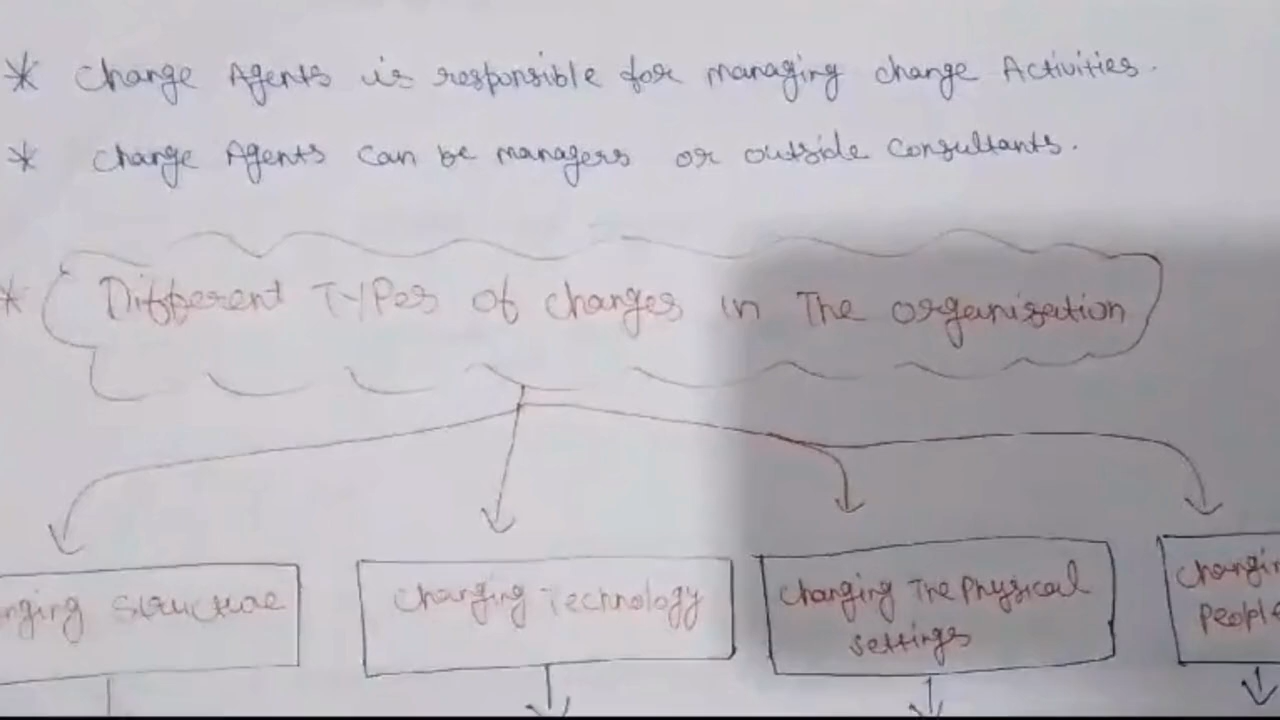 * Change Agents is responsible for managing change Activities.
* Change Agents can be managers or outside Consultants.
* Different Types of changes in The organisation
nging Structure
Changing Technology
Changing The Physical
settings
Changin
People